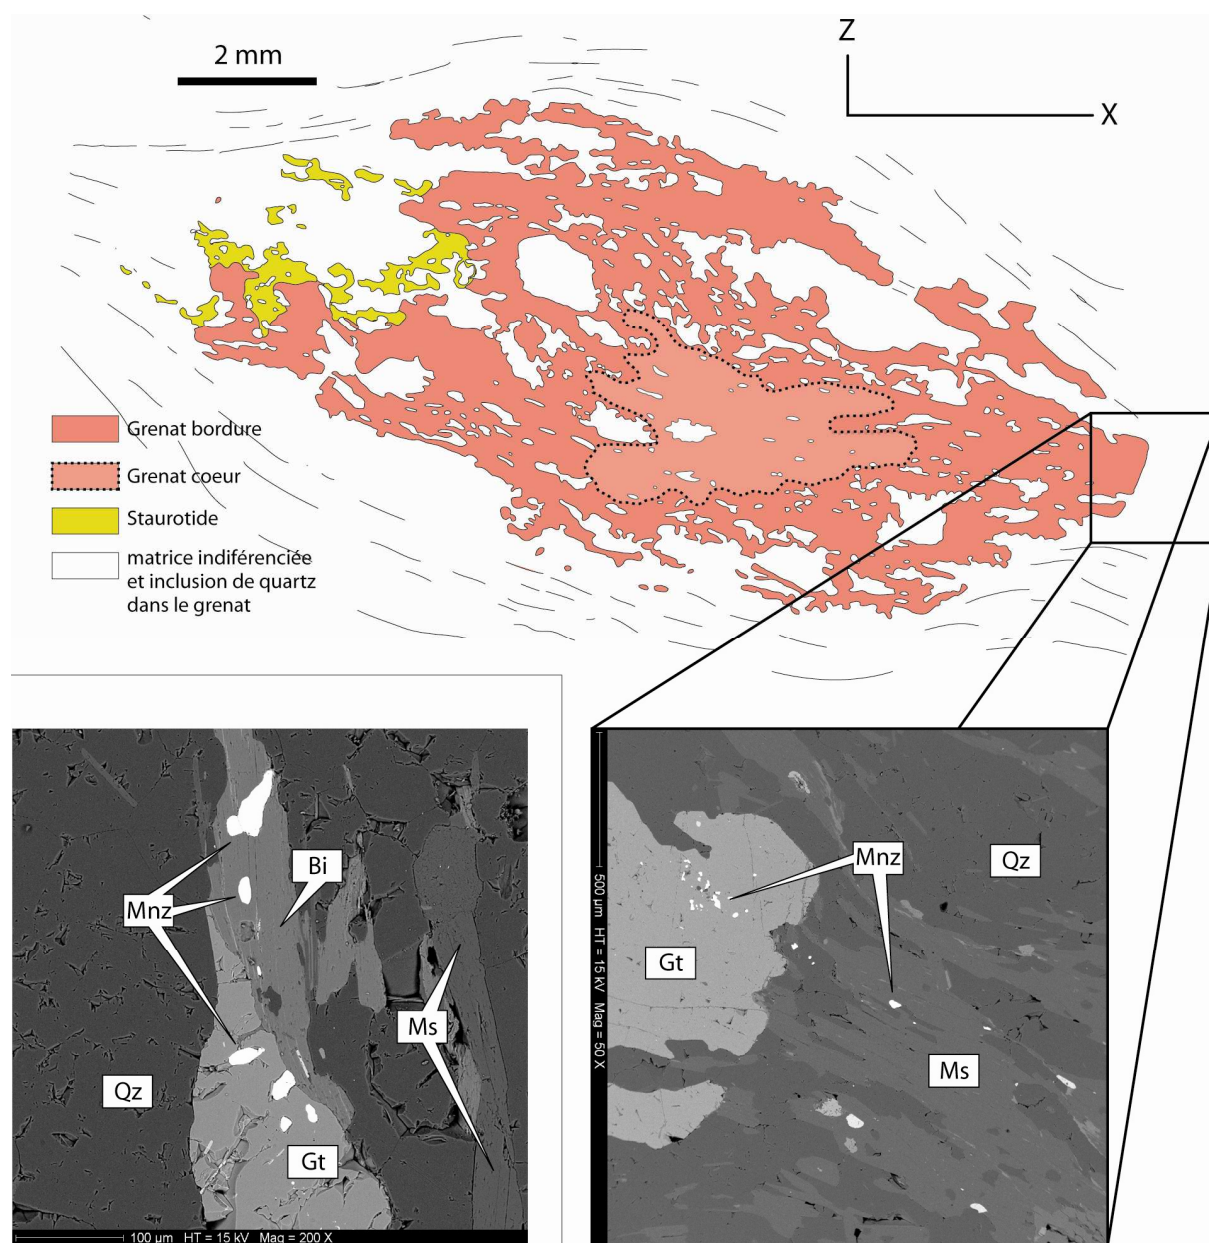 2 mm
Z
X
Grenat bordure
Grenat coeur
Staurotide
matrice indiférenciée
et inclusion de quartz
dans le grenat
Mnz
Bi
Ms
Qz
Gt
100 µm HT = 15 kV Mag = 200 X
Mnz
Qz
Gt
Ms
500 µm HT = 15 kV Mag = 50 X